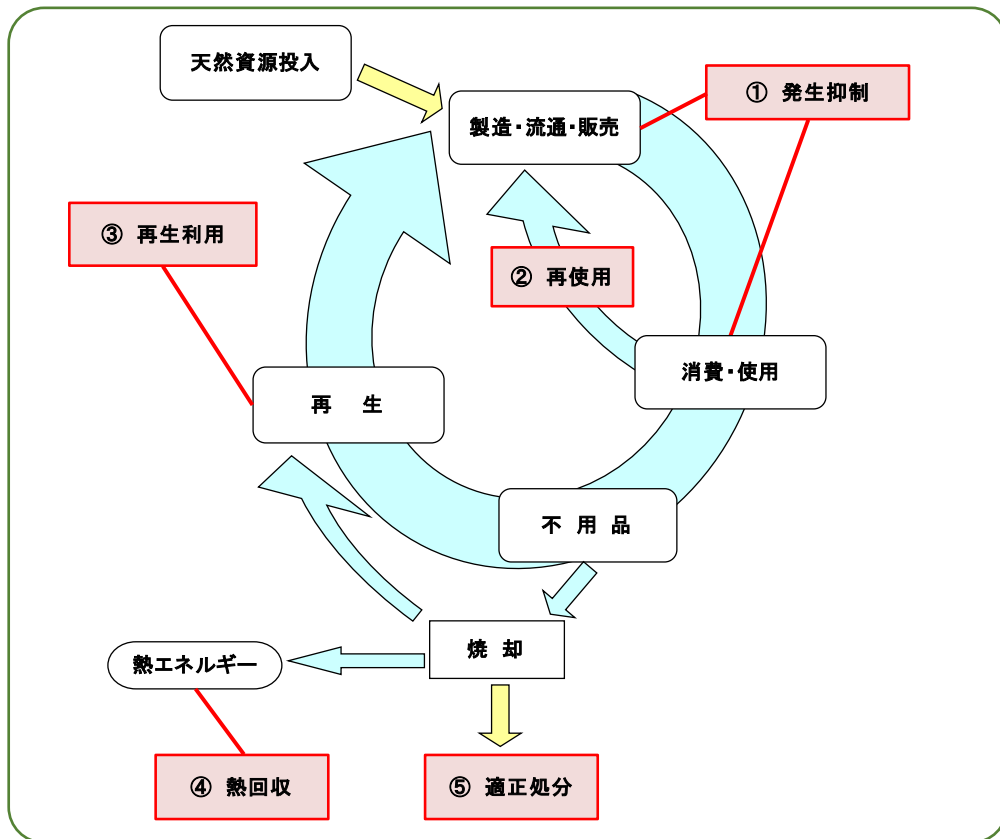 天然資源投入
① 発生抑制
製造・流通・販売
③ 再生利用
② 再使用
消費・使用
再 生
不 用 品
焼 却
熱エネルギー
④ 熱回収
⑤ 適正処分